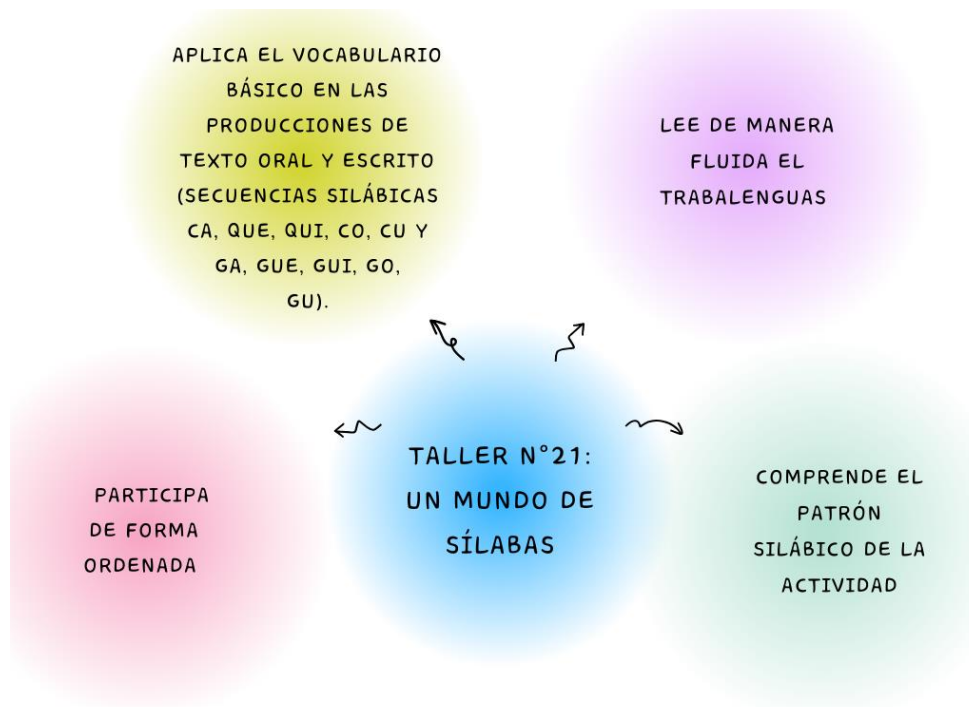 APLICA EL VOCABULARIO
BÁSICO EN LAS
PRODUCCIONES DE
TEXTO ORAL Y ESCRITO
(SECUENCIAS SILÁBICAS
CA, QUE, QUI, CO, CU Y
GA, GUE, GUI, GO,
GU).
LEE DE MANERA
FLUIDA EL
TRABALENGUAS
TALLER N°21:
UN MUNDO DE
SÍLABAS
PARTICIPA
DE FORMA
ORDENADA
COMPRENDE EL
PATRÓN
SILÁBICO DE LA
ACTIVIDAD